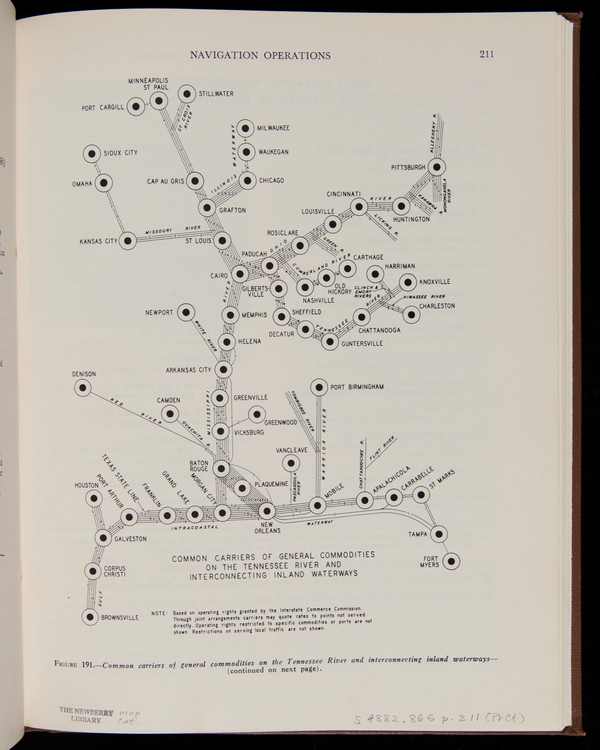 NAVIGATION OPERATIONS
211
MINNEAPOLIS
ST PAUL
PORT CARGILL
STILLWATER
ST CROIX
RIVER
MILWAUKEE
WATERWAY
WAUKEGAN
ALLEGHENY R.
SIOUX CITY
PITTSBURGH
OMAHA
CAP AU GRIS
CHICAGO
ILLINOIS
MONONGAHELA
RIVER
KANAWHA R
CINCINNATI
RIVER
GRAFTON
LOUISVILLE
HUNTINGTON
LICKING R.
MISSOURI RIVER
KANSAS CITY
ST LOUIS
ROSICLARE
OHIO
GREEN R.
PADUCAH
CUMBERLAND RIVER
CARTHAGE
CAIRO
HARRIMAN
GILBERTS-
VILLE
OLD
HICKORY
CLINCH &
EMORY
RIVERS
KNOXVILLE
NASHVILLE
HIWASSEE RIVER
RIVER
NEWPORT
MEMPHIS
SHEFFIELD
CHARLESTON
WHITE RIVER
TENNESSEE
RIVER
CHATTANOOGA
DECATUR
HELENA
GUNTERSVILLE
ARKANSAS CITY
DENISON
PORT BIRMINGHAM
RED RIVER
CAMDEN
GREENVILLE
TOMBIGBEE RIVER
GREENWOOD
OUACHITA R
MISSISSIPPI
VICKSBURG
WARRIOR RIVER
CHATTAHOOCHEE R.
FLINT RIVER
VANCLEAVE
BATON
ROUGE
PASCAGOULA
RIVER
TEXAS STATE LINE
PORT ARTHUR
FRANKLIN
GRAND LAKE
MORGAN CITY
PLAQUEMINE
MOBILE
APALACHICOLA
CARRABELLE
ST MARKS
HOUSTON
INTRACOASTAL
NEW
ORLEANS
WATERWAY
GALVESTON
TAMPA
FORT
MYERS
CORPUS
CHRISTI
GULF
BROWNSVILLE
COMMON CARRIERS OF GENERAL COMMODITIES
ON THE TENNESSEE RIVER AND
INTERCONNECTING INLAND WATERWAYS
NOTE: Based on operating rights granted by the Interstate Commerce Commission.
Through joint arrangements carriers may quote rates to points not served
directly. Operating rights restricted to specific commodities or ports are not
shown. Restrictions on serving local traffic are not shown.
FIGURE 191.—Common carriers of general commodities on the Tennessee River and interconnecting inland waterways—
(continued on next page).
THE NEWBERRY
LIBRARY
map
cat
S 4882.865 p. 211 (PrCt)